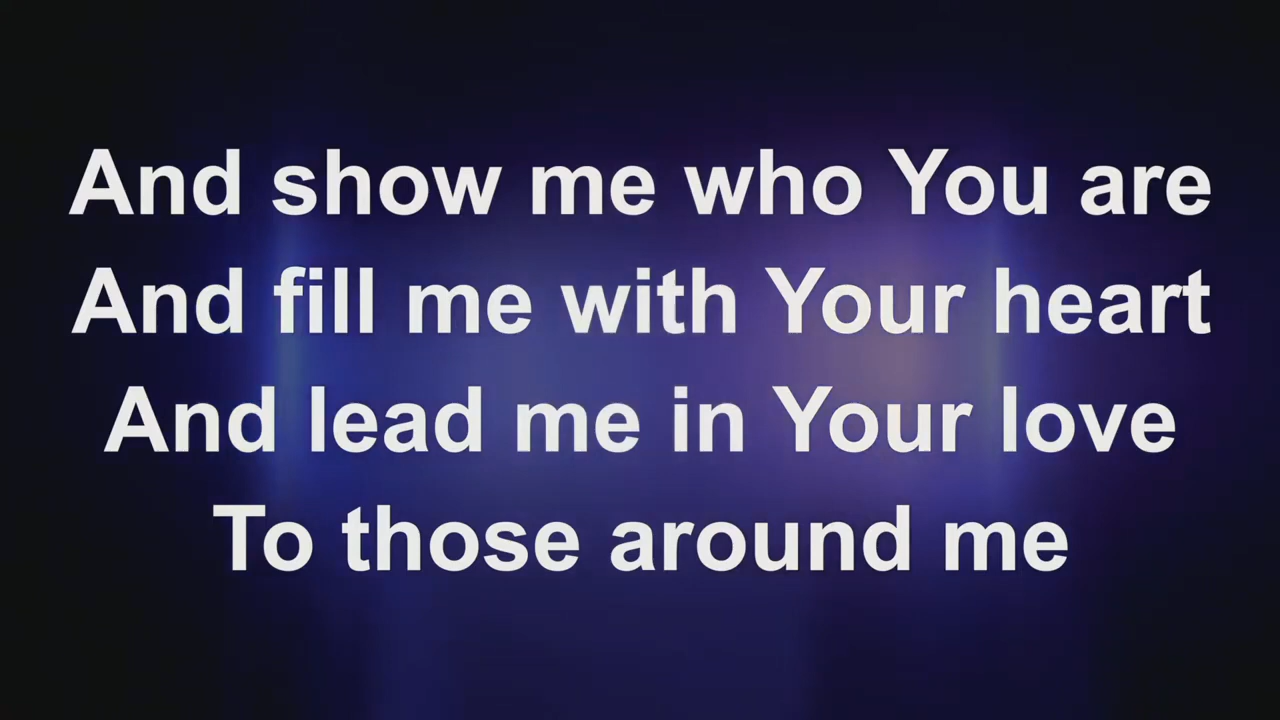 And show me who You are
And fill me with Your heart
And lead me in Your love
To those around me